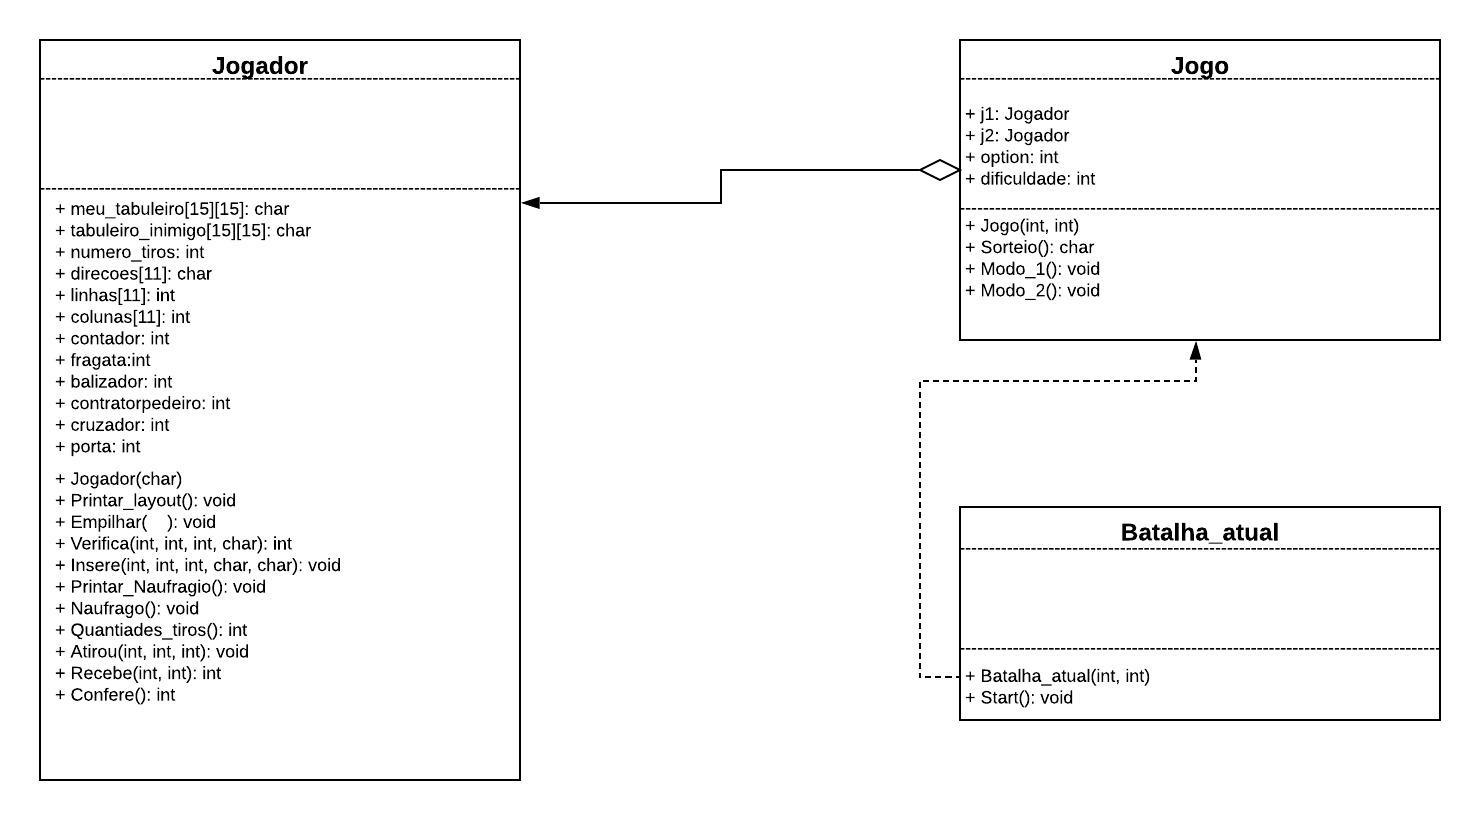 Jogador
+ meu_tabuleiro[15][15]: char
+ tabuleiro_inimigo[15][15]: char
+ numero_tiros: int
+ direcoes[11]: char
+ linhas[11]: int
+ colunas[11]: int
+ contador: int
+ fragata:int
+ balizador: int
+ contratorpedeiro: int
+ cruzador: int
+ porta: int
+ Jogador(char)
+ Printar_layout(): void
+ Empilhar(    ): void
+ Verifica(int, int, int, char): int
+ Insere(int, int, int, char, char): void
+ Printar_Naufragio(): void
+ Naufrago(): void
+ Quantiades_tiros(): int
+ Atirou(int, int, int): void
+ Recebe(int, int): int
+ Confere(): int
Jogo
+ j1: Jogador
+ j2: Jogador
+ option: int
+ dificuldade: int
+ Jogo(int, int)
+ Sorteio(): char
+ Modo_1(): void
+ Modo_2(): void
Batalha_atual
+ Batalha_atual(int, int)
+ Start(): void